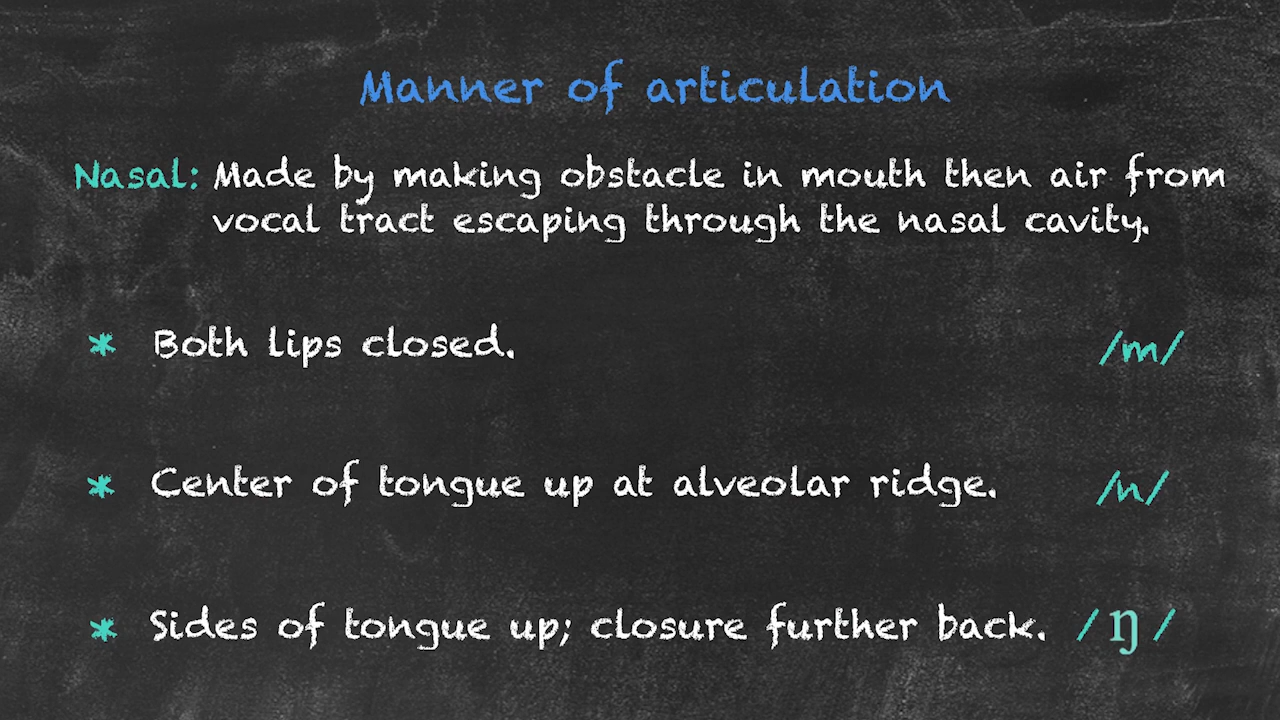 Manner of articulation
Nasal: Made by making obstacle in mouth then air from
vocal tract escaping through the nasal cavity.
* Both lips closed. /m/
* Center of tongue up at alveolar ridge. /n/
* Sides of tongue up; closure further back. /ŋ/